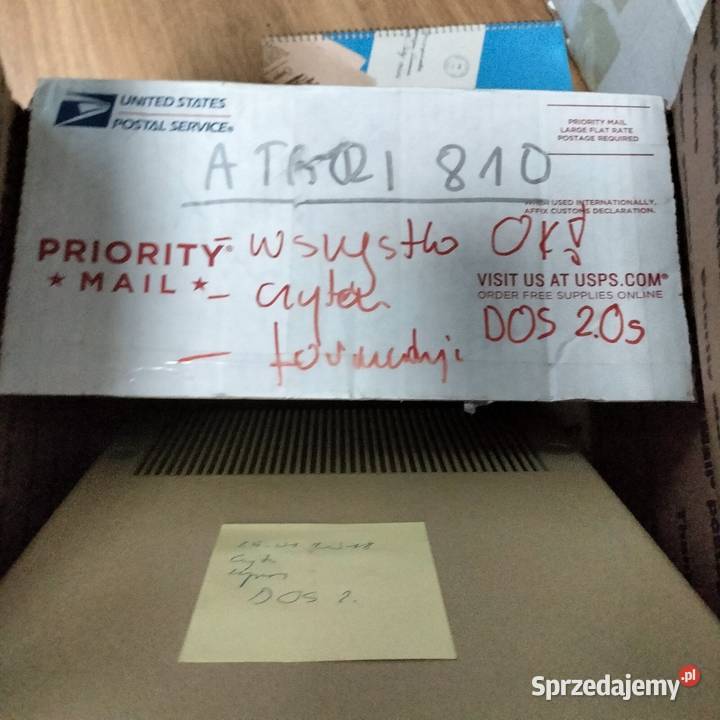 UNITED STATES
POSTAL SERVICE®
PRIORITY MAIL
LARGE FLAT RATE
POSTAGE REQUIRED
ATARI 810
WHEN USED INTERNATIONALLY,
AFFIX CUSTOMS DECLARATION.
PRIORITY®
★ MAIL ★
- wszystko OK!
- czyta
- formatuje
VISIT US AT USPS.COM®
ORDER FREE SUPPLIES ONLINE
DOS 2.0s
DOS 2.
Sprzedajemy.pl